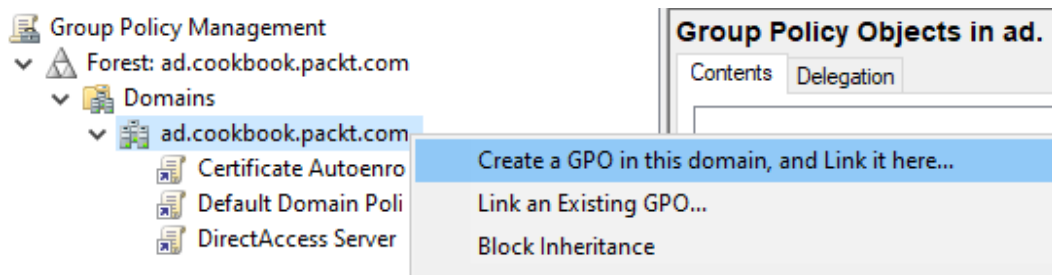 Group Policy Management
Forest: ad.cookbook.packt.com
Domains
ad.cookbook.packt.com
Certificate Autoenro
Default Domain Poli
DirectAccess Server
Group Policy Objects in ad.
Contents
Delegation
Create a GPO in this domain, and Link it here...
Link an Existing GPO...
Block Inheritance